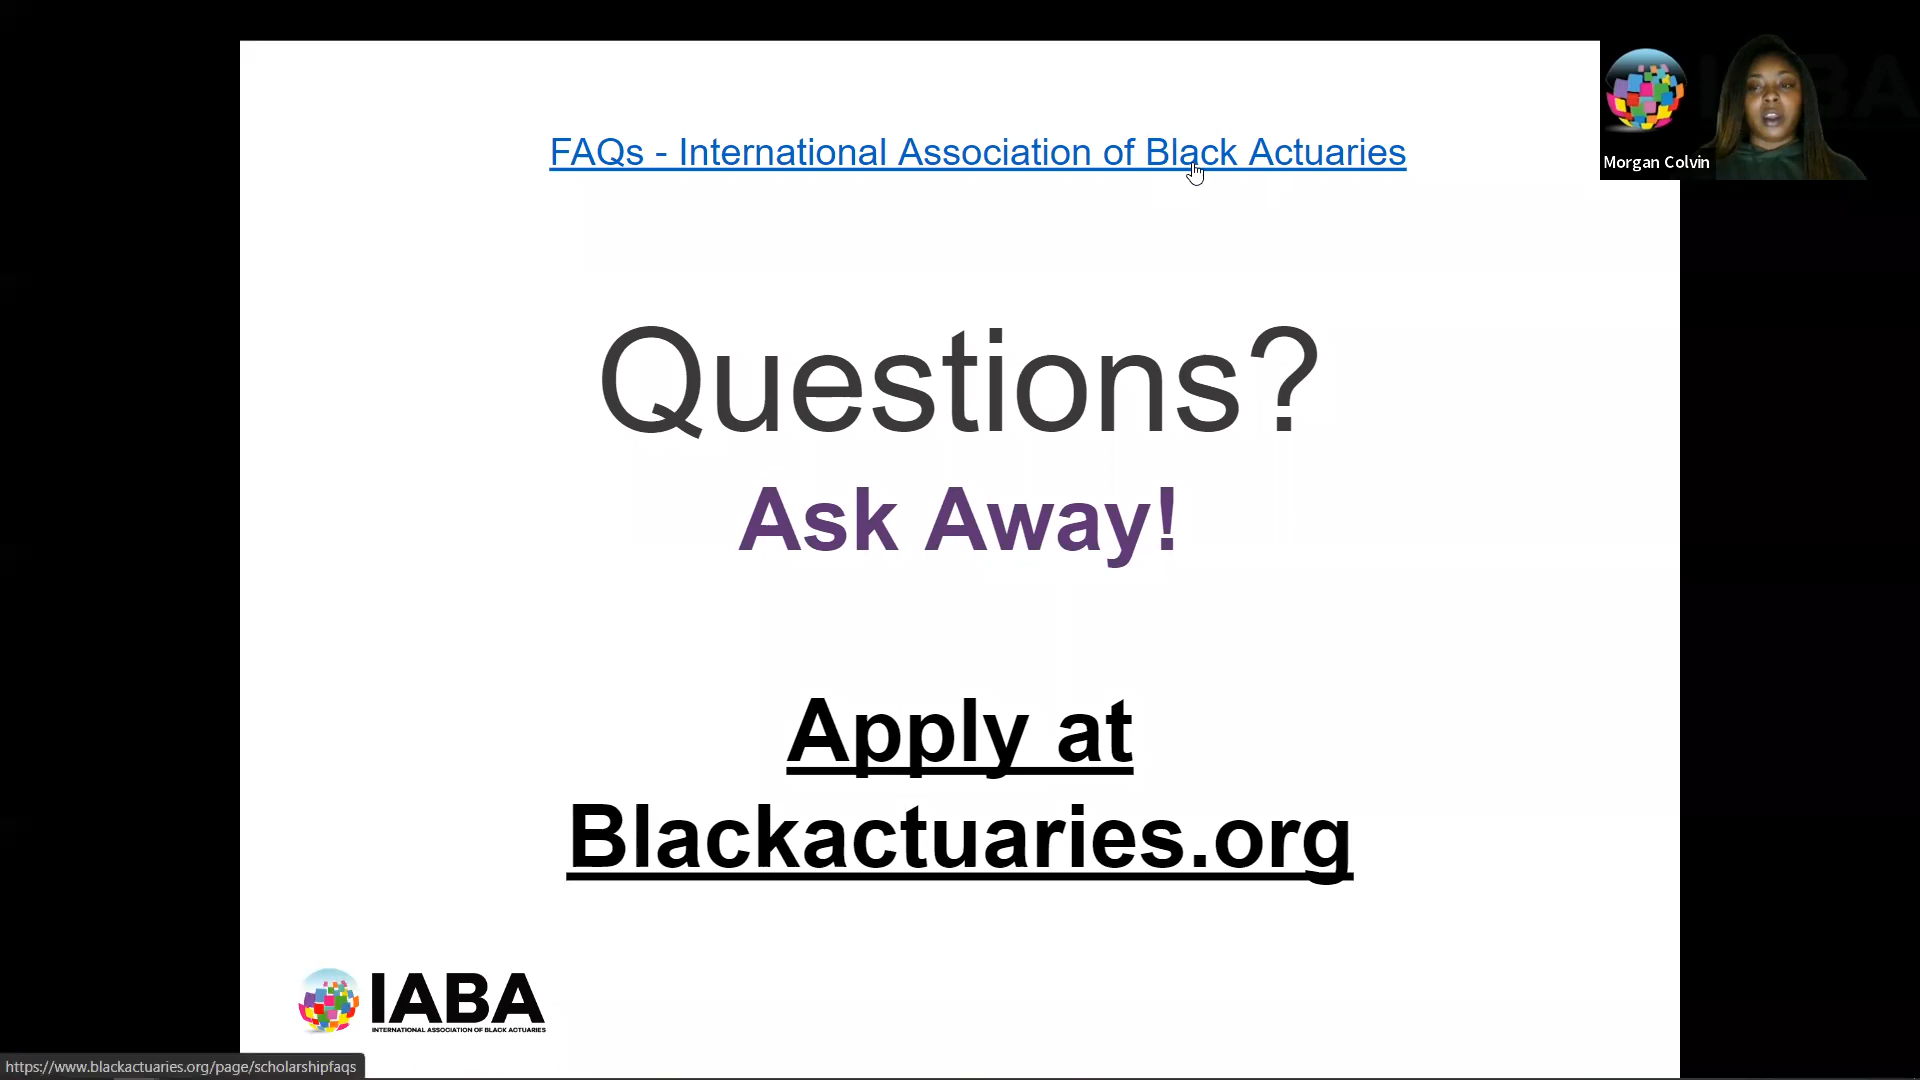 FAQs - International Association of Black Actuaries
Morgan Colvin
Questions?
Ask Away!
Apply at
Blackactuaries.org
IABA
INTERNATIONAL ASSOCIATION OF BLACK ACTUARIES
https://www.blackactuaries.org/page/scholarshipfaqs